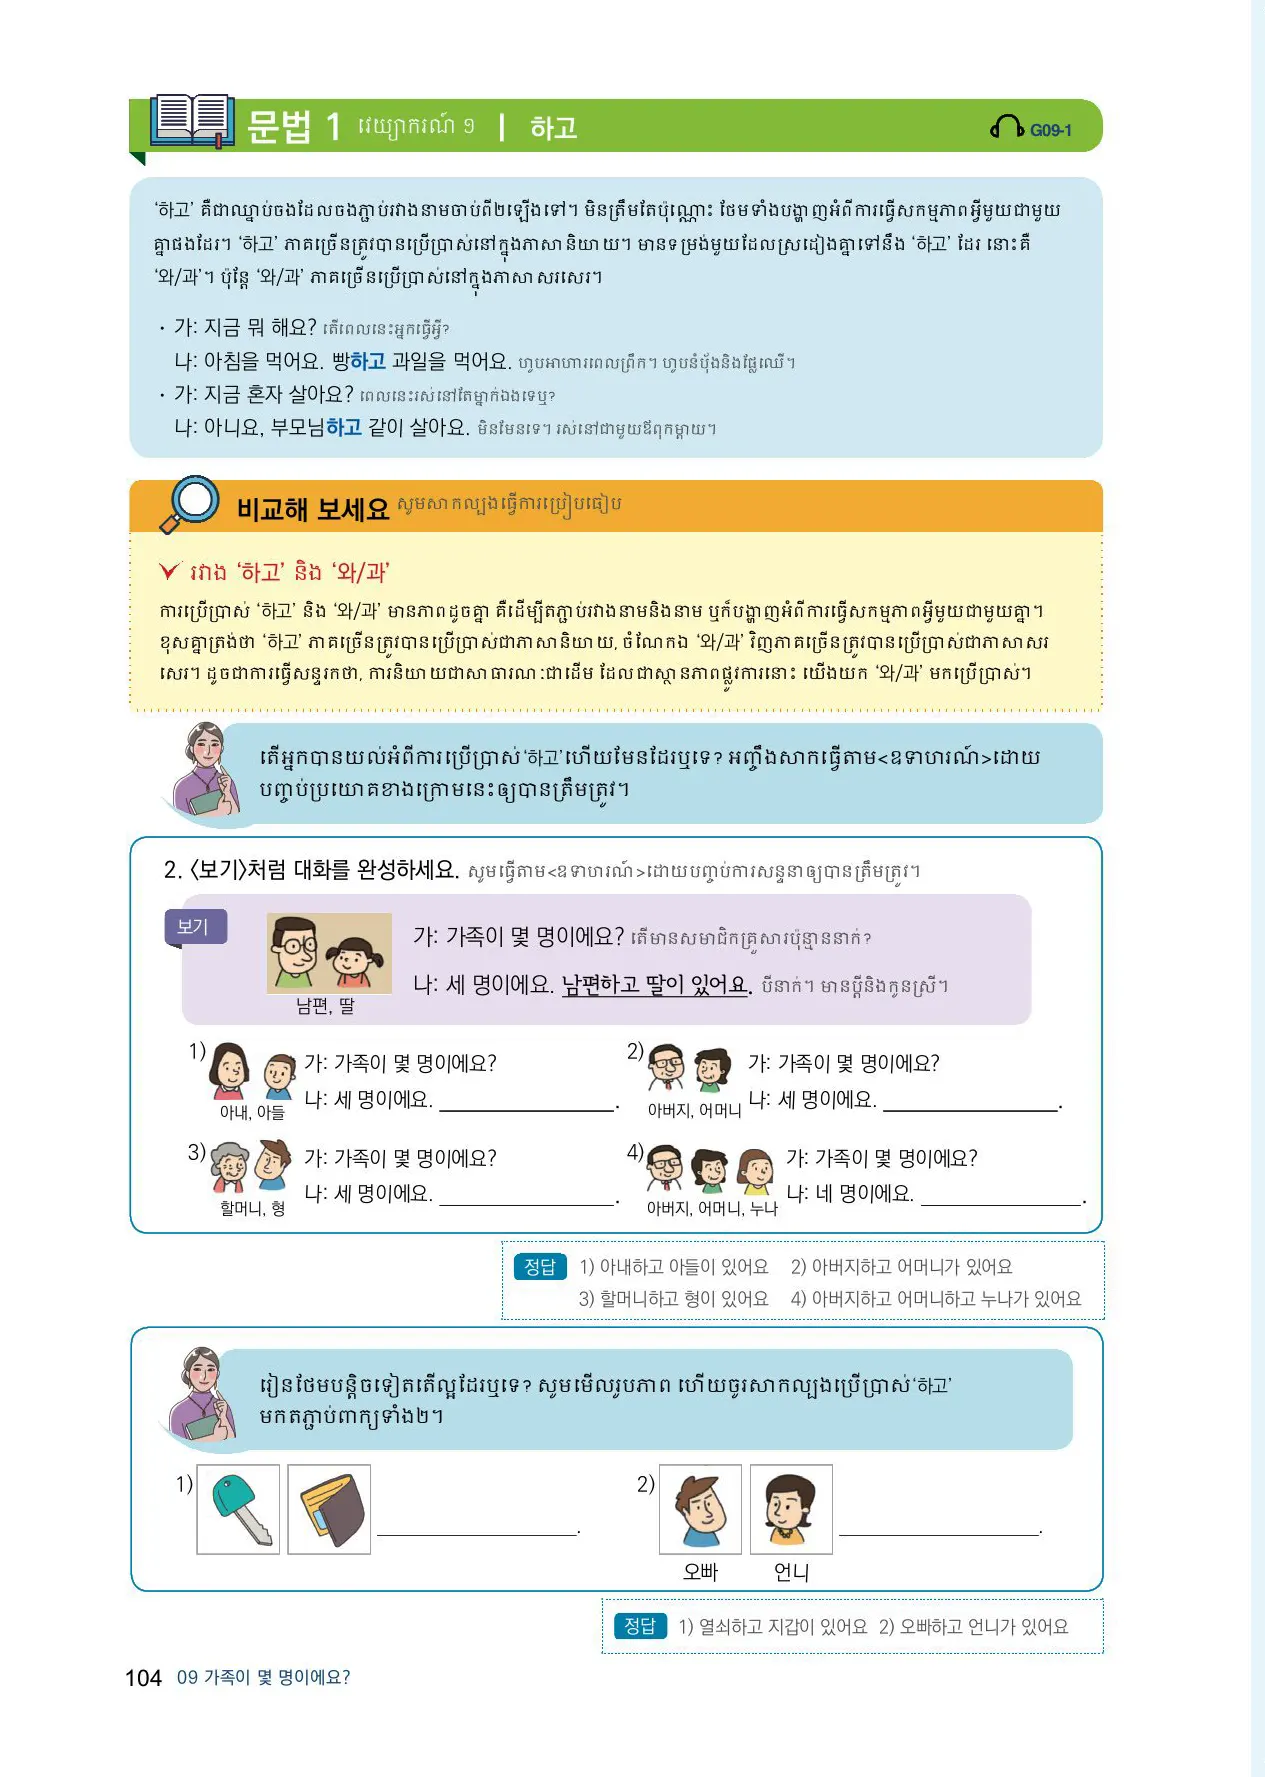 문법 1 វេយ្យាករណ៍ ១ | 하고
G09-1
‘하고’ គឺជាឈ្នាប់ចងដែលចងភ្ជាប់រវាងនាមចាប់ពី២ឡើងទៅ។ មិនត្រឹមតែប៉ុណ្ណោះ ថែមទាំងបង្ហាញអំពីការធ្វើសកម្មភាពអ្វីមួយជាមួយ
គ្នាផងដែរ។ ‘하고’ ភាគច្រើនត្រូវបានប្រើប្រាស់នៅក្នុងភាសានិយាយ។ មានទម្រង់មួយដែលស្រដៀងគ្នាទៅនឹង ‘하고’ ដែរ នោះគឺ
‘와/과’។ ប៉ុន្តែ ‘와/과’ ភាគច្រើនប្រើប្រាស់នៅក្នុងភាសាសរសេរ។
• 가: 지금 뭐 해요? តើពេលនេះអ្នកធ្វើអ្វី?
나: 아침을 먹어요. 빵하고 과일을 먹어요. ហូបអាហារពេលព្រឹក។ ហូបនំប៉័ងនិងផ្លែឈើ។
• 가: 지금 혼자 살아요? ពេលនេះរស់នៅតែម្នាក់ឯងទេឬ?
나: 아니요, 부모님하고 같이 살아요. មិនមែនទេ។ រស់នៅជាមួយឪពុកម្ដាយ។
비교해 보세요 សូមសាកល្បងធ្វើការប្រៀបធៀប
រវាង ‘하고’ និង ‘와/과’
ការប្រើប្រាស់ ‘하고’ និង ‘와/과’ មានភាពដូចគ្នា គឺដើម្បីតភ្ជាប់រវាងនាមនិងនាម ឬក៏បង្ហាញអំពីការធ្វើសកម្មភាពអ្វីមួយជាមួយគ្នា។
ខុសគ្នាត្រង់ថា ‘하고’ ភាគច្រើនត្រូវបានប្រើប្រាស់ជាភាសានិយាយ, ចំណែកឯ ‘와/과’ វិញភាគច្រើនត្រូវបានប្រើប្រាស់ជាភាសាសរ
សេរ។ ដូចជាការធ្វើសន្ទរកថា, ការនិយាយជាសាធារណៈជាដើម ដែលជាស្ថានភាពផ្លូវការនោះ យើងយក ‘와/과’ មកប្រើប្រាស់។
តើអ្នកបានយល់អំពីការប្រើប្រាស់‘하고’ហើយមែនដែរឬទេ? អញ្ចឹងសាកធ្វើតាម<ឧទាហរណ៍>ដោយ
បញ្ចប់ប្រយោគខាងក្រោមនេះឲ្យបានត្រឹមត្រូវ។
2. 〈보기〉처럼 대화를 완성하세요. សូមធ្វើតាម<ឧទាហរណ៍>ដោយបញ្ចប់ការសន្ទនាឲ្យបានត្រឹមត្រូវ។
보기
가: 가족이 몇 명이에요? តើមានសមាជិកគ្រួសារប៉ុន្មាននាក់?
나: 세 명이에요. 남편하고 딸이 있어요. បីនាក់។ មានប្ដីនិងកូនស្រី។
남편, 딸
1) 가: 가족이 몇 명이에요?
나: 세 명이에요. ____________.
아내, 아들
2) 가: 가족이 몇 명이에요?
나: 세 명이에요. ____________.
아버지, 어머니
3) 가: 가족이 몇 명이에요?
나: 세 명이에요. ____________.
할머니, 형
4) 가: 가족이 몇 명이에요?
나: 네 명이에요. ____________.
아버지, 어머니, 누나
정답 1) 아내하고 아들이 있어요 2) 아버지하고 어머니가 있어요
3) 할머니하고 형이 있어요 4) 아버지하고 어머니하고 누나가 있어요
រៀនថែមបន្តិចទៀតតើល្អដែរឬទេ? សូមមើលរូបភាព ហើយចូរសាកល្បងប្រើប្រាស់‘하고’
មកតភ្ជាប់ពាក្យទាំង២។
1) ____________.
2) ____________.
오빠 언니
정답 1) 열쇠하고 지갑이 있어요 2) 오빠하고 언니가 있어요
104 09 가족이 몇 명이에요?